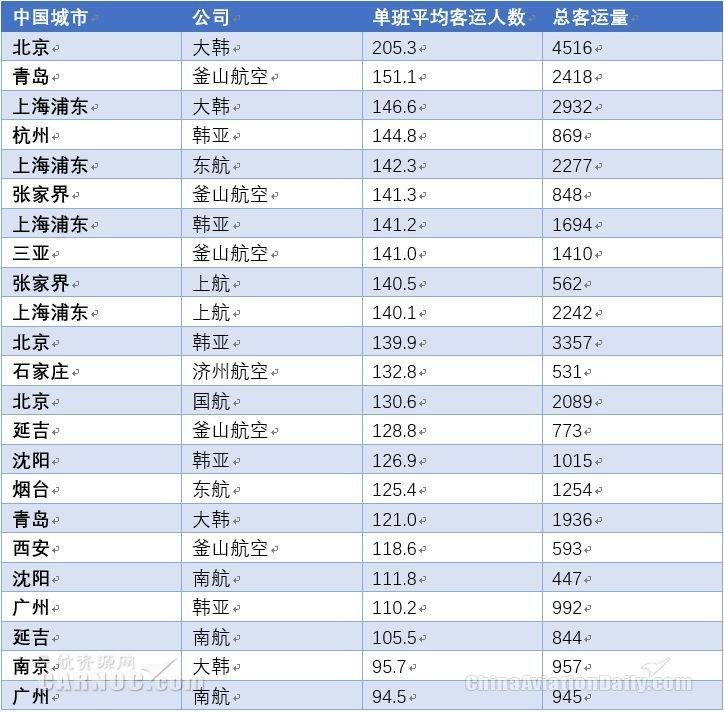 中国城市 公司 单班平均客运人数 总客运量
北京 大韩 205.3 4516
青岛 釜山航空 151.1 2418
上海浦东 大韩 146.6 2932
杭州 韩亚 144.8 869
上海浦东 东航 142.3 2277
张家界 釜山航空 141.3 848
上海浦东 韩亚 141.2 1694
三亚 釜山航空 141.0 1410
张家界 上航 140.5 562
上海浦东 上航 140.1 2242
北京 韩亚 139.9 3357
石家庄 济州航空 132.8 531
北京 国航 130.6 2089
延吉 釜山航空 128.8 773
沈阳 韩亚 126.9 1015
烟台 东航 125.4 1254
青岛 大韩 121.0 1936
西安 釜山航空 118.6 593
沈阳 南航 111.8 447
广州 韩亚 110.2 992
延吉 南航 105.5 844
南京 大韩 95.7 957
广州 南航 94.5 945
航资源网
CARNOC.com
ChinaAviationDaily.com